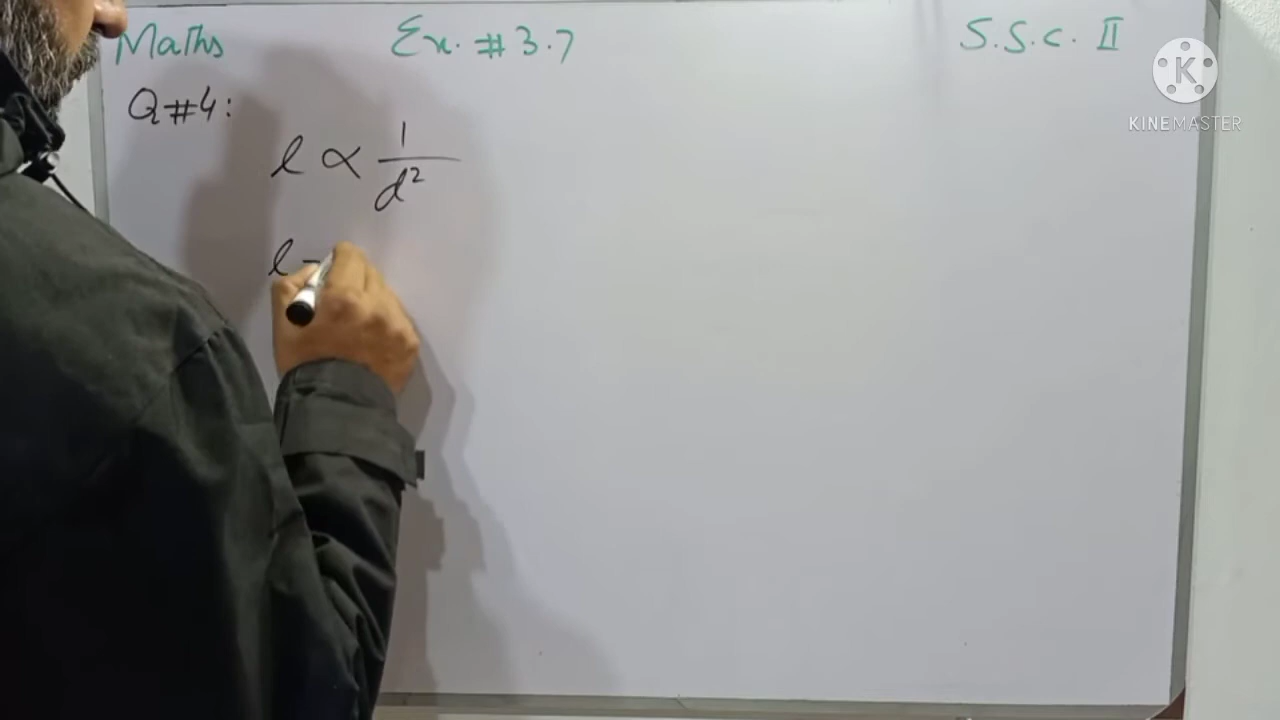 Maths Ex. # 3.7 S.S.C. II
Q#4:
l ∝ 1/d²
l =
KINEMASTER